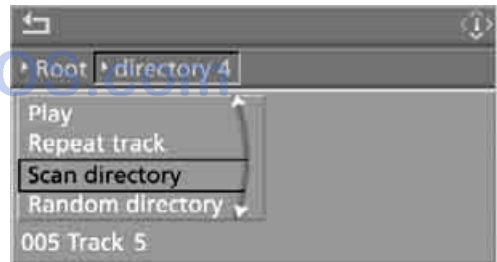 Root directory 4
Play
Repeat track
Scan directory
Random directory
005 Track 5